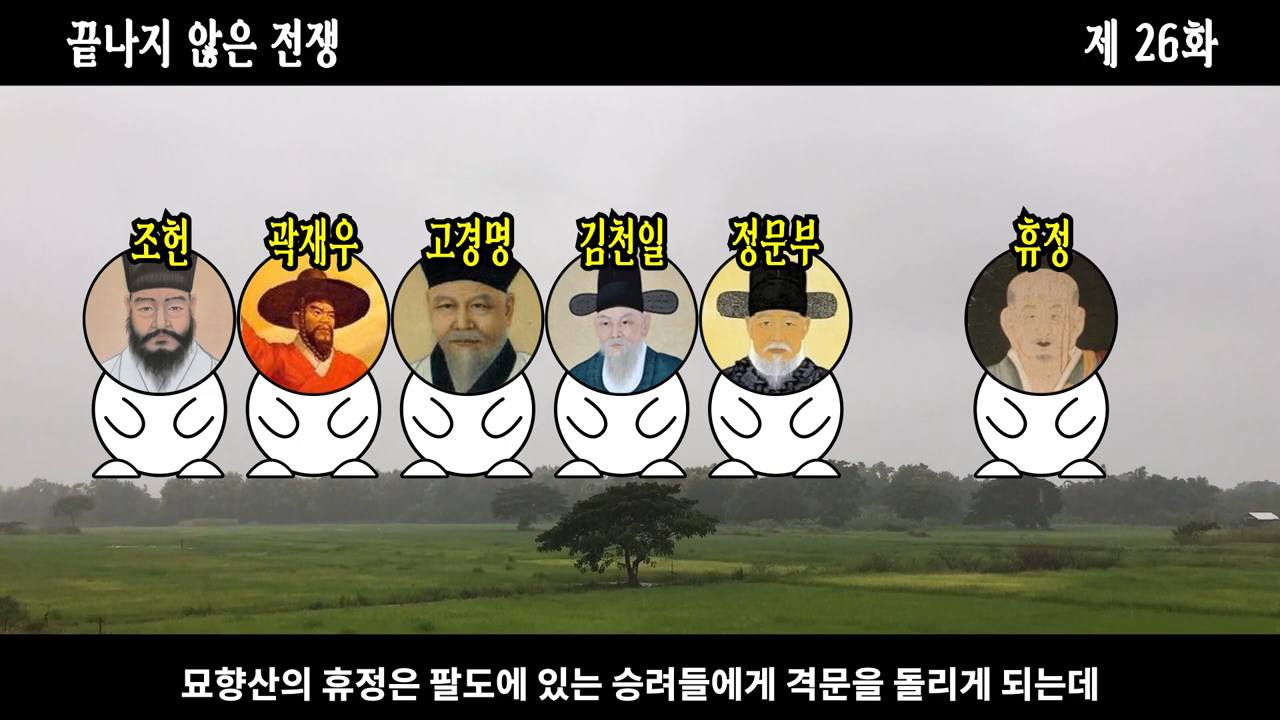 끝나지 않은 전쟁
제 26화
조헌
곽재우
고경명
김천일
정문부
휴정
묘향산의 휴정은 팔도에 있는 승려들에게 격문을 돌리게 되는데